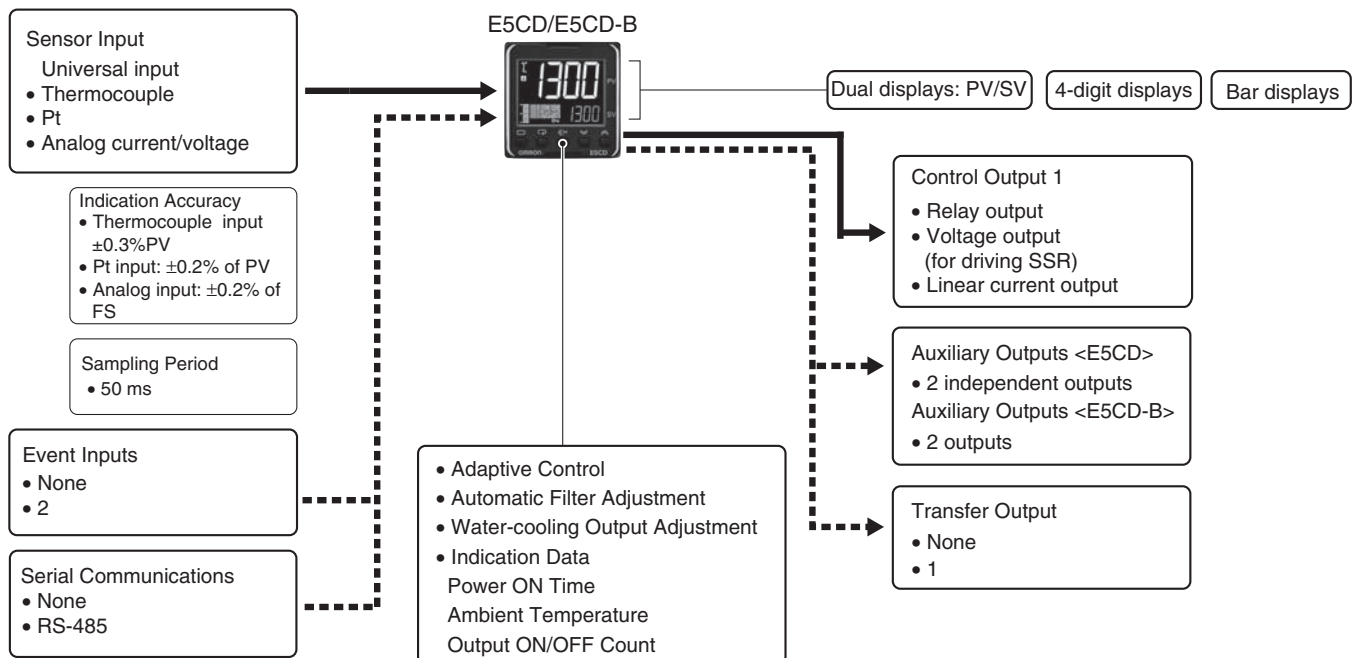 E5CD/E5CD-B
Sensor Input
Universal input
• Thermocouple
• Pt
• Analog current/voltage
Indication Accuracy
• Thermocouple input
±0.3%PV
• Pt input: ±0.2% of PV
• Analog input: ±0.2% of
FS
Sampling Period
• 50 ms
Event Inputs
• None
• 2
Serial Communications
• None
• RS-485
1300
PV
1300
SV
OMRON
E5CD
• Adaptive Control
• Automatic Filter Adjustment
• Water-cooling Output Adjustment
• Indication Data
Power ON Time
Ambient Temperature
Output ON/OFF Count
Dual displays: PV/SV
4-digit displays
Bar displays
Control Output 1
• Relay output
• Voltage output
(for driving SSR)
• Linear current output
Auxiliary Outputs <E5CD>
• 2 independent outputs
Auxiliary Outputs <E5CD-B>
• 2 outputs
Transfer Output
• None
• 1